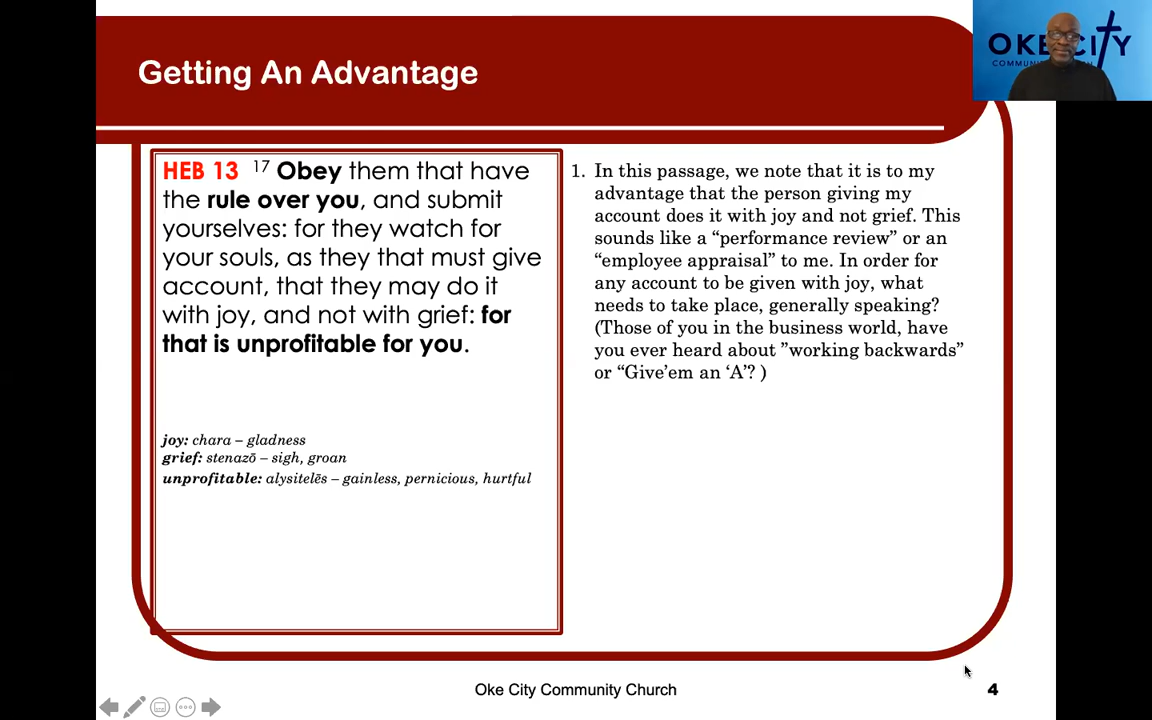 Getting An Advantage
OKE CITY
HEB 13 17 Obey them that have
the rule over you, and submit
yourselves: for they watch for
your souls, as they that must give
account, that they may do it
with joy, and not with grief: for
that is unprofitable for you.
joy: chara – gladness
grief: stenazō – sigh, groan
unprofitable: alysitelēs – gainless, pernicious, hurtful
1. In this passage, we note that it is to my
advantage that the person giving my
account does it with joy and not grief. This
sounds like a “performance review” or an
“employee appraisal” to me. In order for
any account to be given with joy, what
needs to take place, generally speaking?
(Those of you in the business world, have
you ever heard about ”working backwards”
or “Give’em an ‘A’? )
Oke City Community Church
4